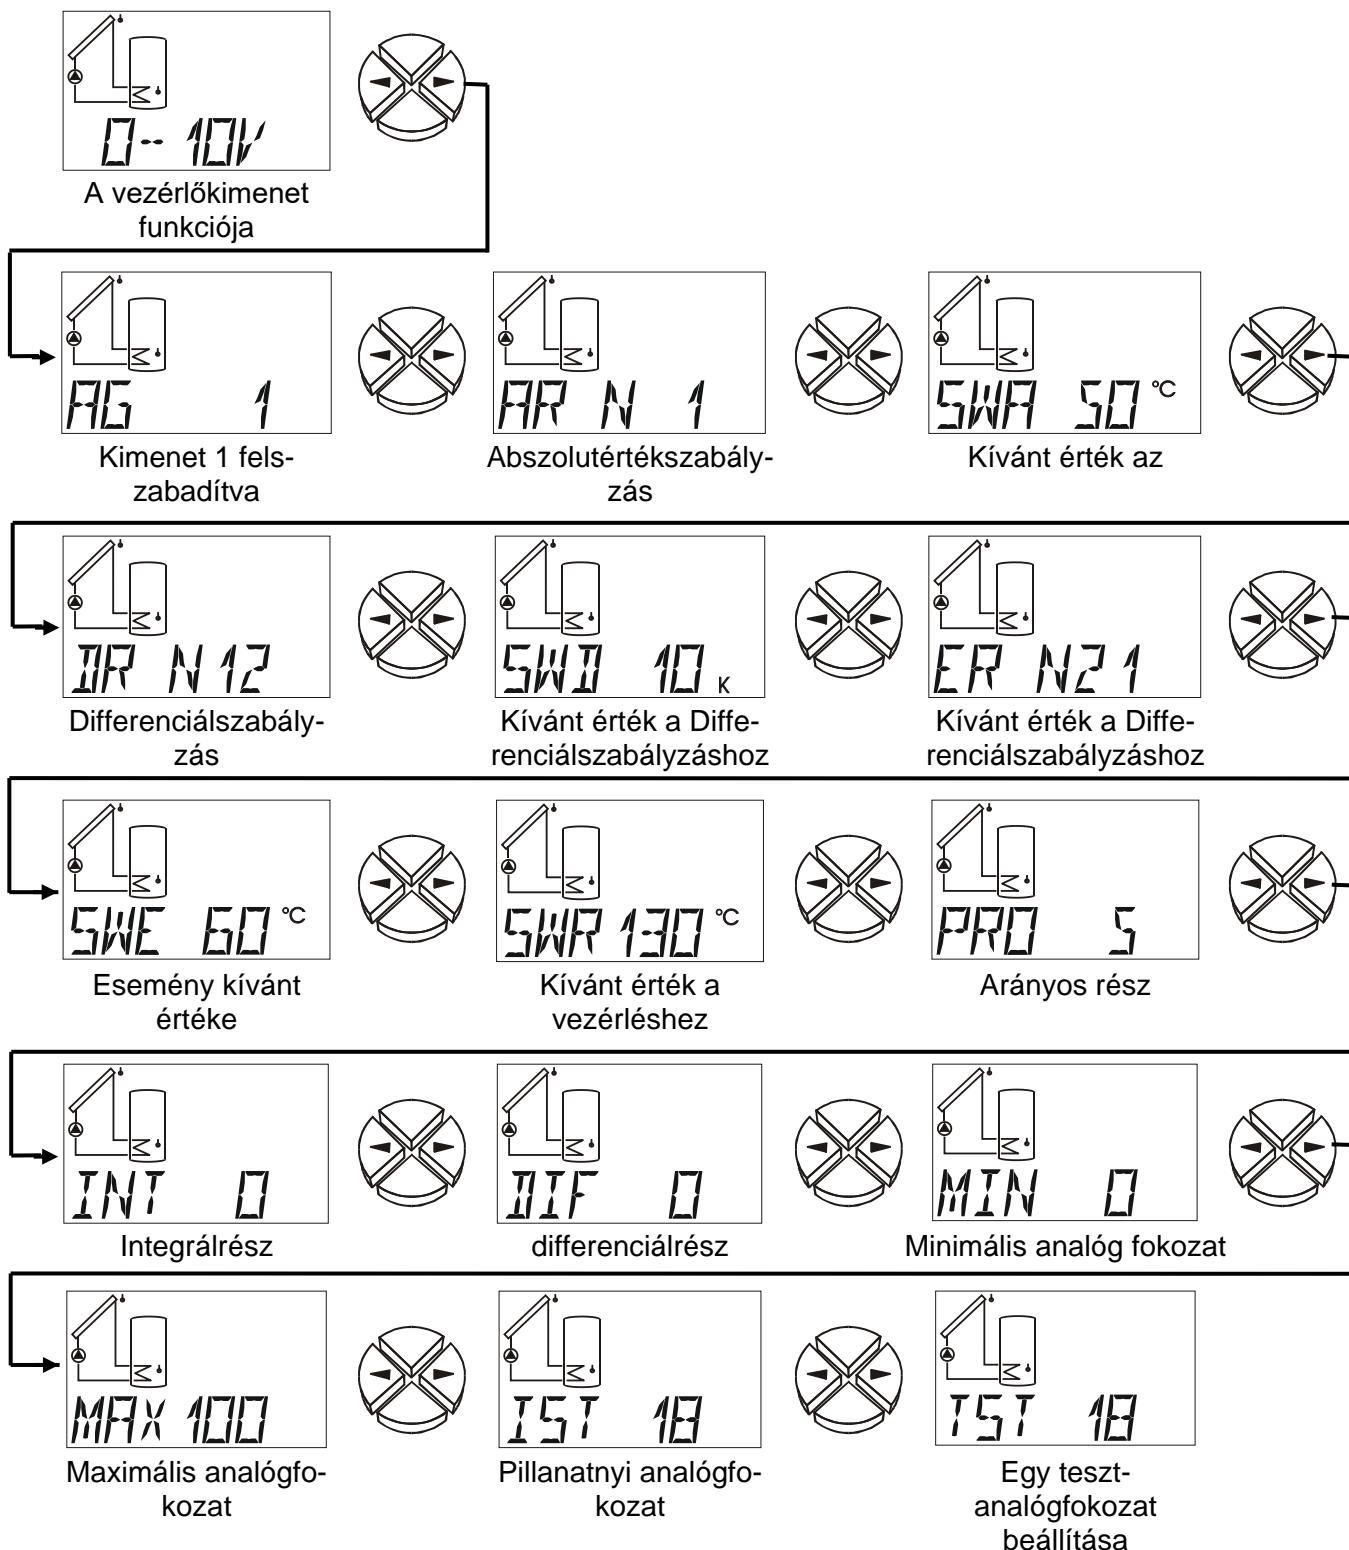 0-10V
A vezérlőkimenet
funkciója
AG 1
AR N 1
SWA 50 °C
Kimenet 1 fels-
zabadítva
Abszolutértékszabály-
zás
Kívánt érték az
DR N 12
SWD 10 K
ER N21
Differenciálszabály-
zás
Kívánt érték a Diffe-
renciálszabályzáshoz
Kívánt érték a Diffe-
renciálszabályzáshoz
SWE 60 °C
SWR 130 °C
PRO 5
Esemény kívánt
értéke
Kívánt érték a
vezérléshez
Arányos rész
INT 0
DIF 0
MIN 0
Integrálrész
differenciálrész
Minimális analóg fokozat
MAX 100
IST 18
TST 18
Maximális analógfo-
kozat
Pillanatnyi analógfo-
kozat
Egy teszt-
analógfokozat
beállítása